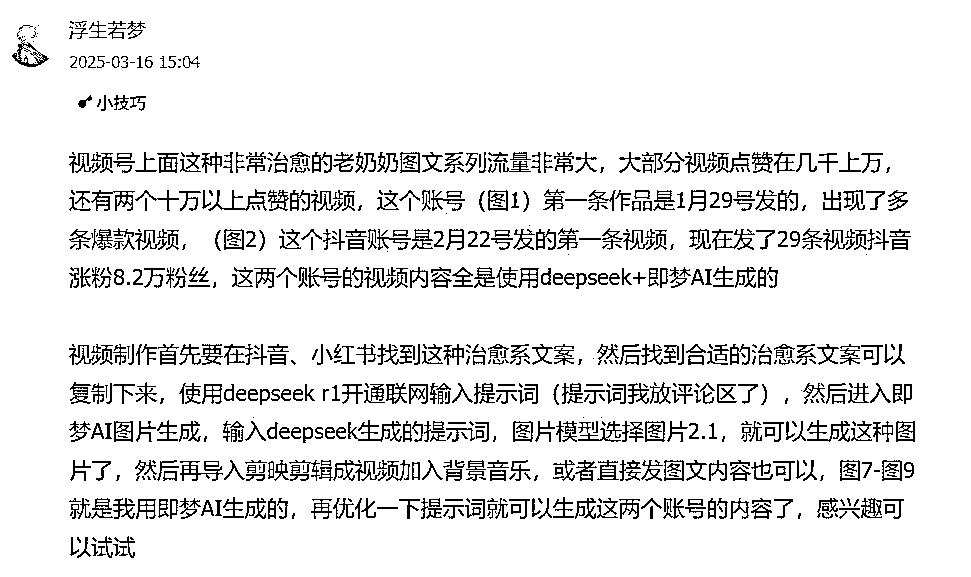 浮生若梦
2025-03-16 15:04
小技巧
视频号上面这种非常治愈的老奶奶图文系列流量非常大，大部分视频点赞在几千上万，
还有两个十万以上点赞的视频，这个账号（图1）第一条作品是1月29号发的，出现了多
条爆款视频，（图2）这个抖音账号是2月22号发的第一条视频，现在发了29条视频抖音
涨粉8.2万粉丝，这两个账号的视频内容全是使用deepseek+即梦AI生成的
视频制作首先要在抖音、小红书找到这种治愈系文案，然后找到合适的治愈系文案可以
复制下来，使用deepseek r1开通联网输入提示词（提示词我放评论区了），然后进入即
梦AI图片生成，输入deepseek生成的提示词，图片模型选择图片2.1，就可以生成这种图
片了，然后再导入剪映剪辑成视频加入背景音乐，或者直接发图文内容也可以，图7-图9
就是我用即梦AI生成的，再优化一下提示词就可以生成这两个账号的内容了，感兴趣可
以试试